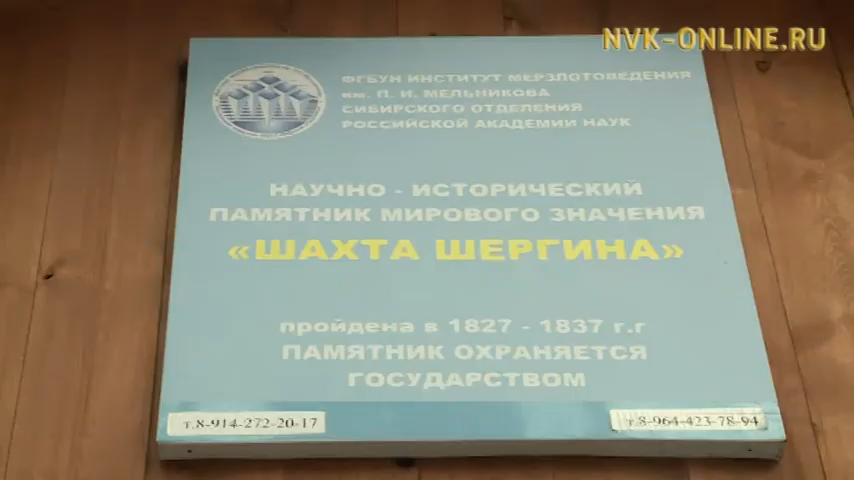 NVK-ONLINE.RU
ФГБУН ИНСТИТУТ МЕРЗЛОТОВЕДЕНИЯ
им. П. И. МЕЛЬНИКОВА
СИБИРСКОГО ОТДЕЛЕНИЯ
РОССИЙСКОЙ АКАДЕМИИ НАУК
НАУЧНО - ИСТОРИЧЕСКИЙ
ПАМЯТНИК МИРОВОГО ЗНАЧЕНИЯ
«ШАХТА ШЕРГИНА»
пройдена в 1827 - 1837 г.г
ПАМЯТНИК ОХРАНЯЕТСЯ
ГОСУДАРСТВОМ
т.8-914-272-20-17
т.8-964-423-78-94